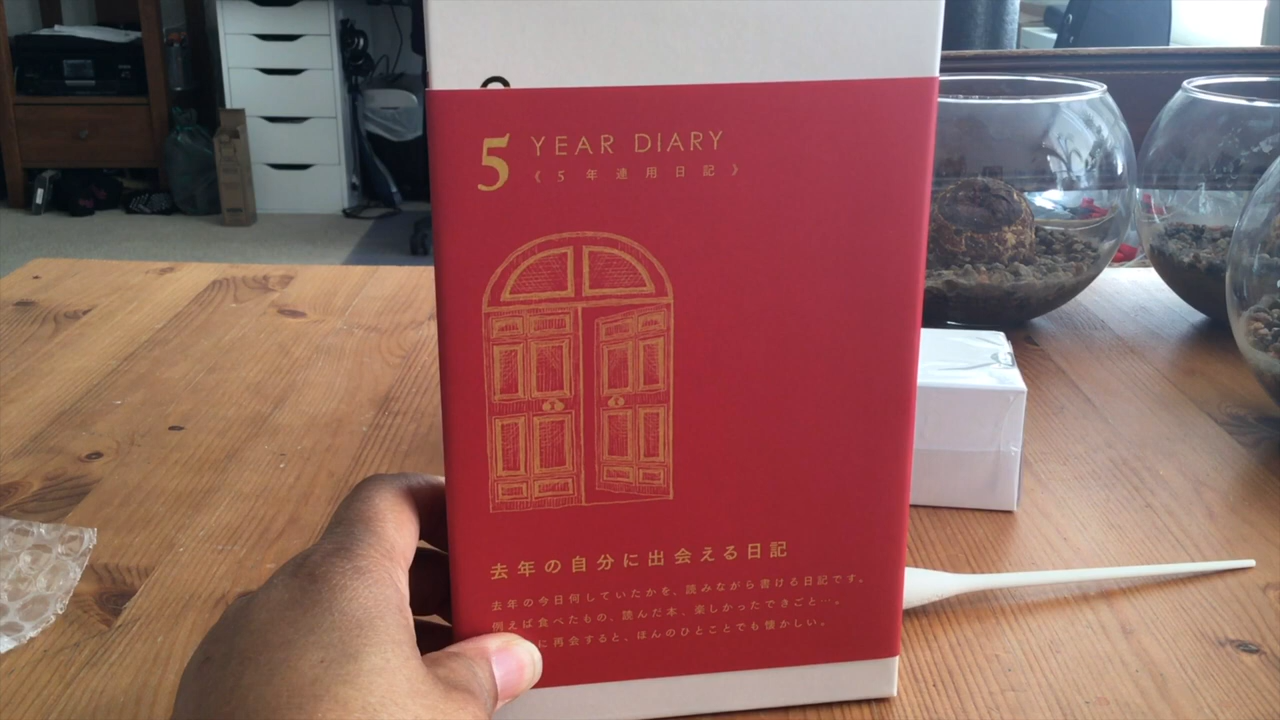 5 YEAR DIARY
《5年連用日記》
去年の自分に出会える日記
去年の今日何していたかを、読みながら書ける日記です。
例えば食べたもの、読んだ本、楽しかったできごと…。
に再会すると、ほんのひとことでも懐かしい。